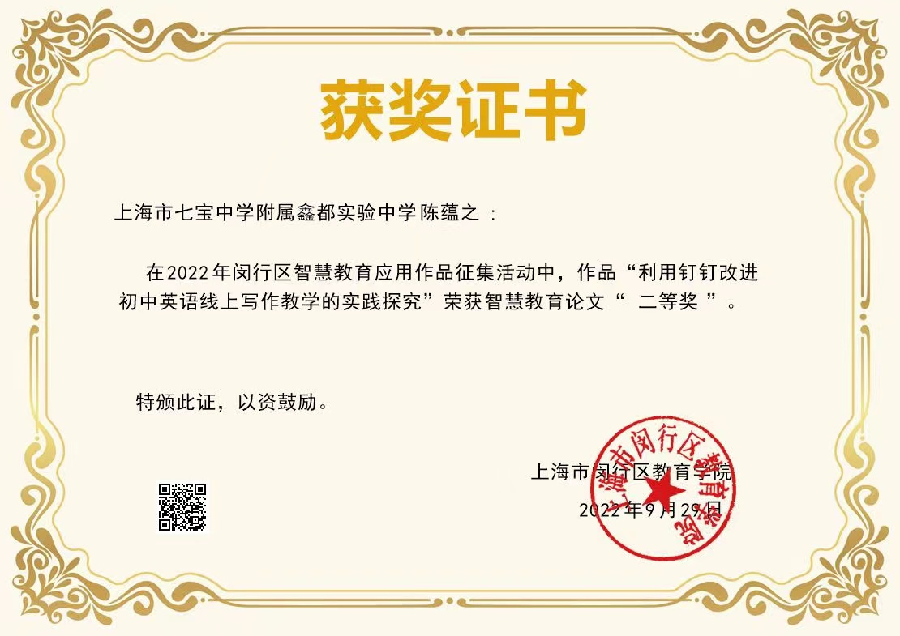 获奖证书
上海市七宝中学附属鑫都实验中学 陈蕴之 ：
在2022年闵行区智慧教育应用作品征集活动中，作品“利用钉钉改进
初中英语线上写作教学的实践探究”荣获智慧教育论文“ 二等奖 ”。
特颁此证，以资鼓励。
上海市闵行区教育学院
2022年9月29日
上海市闵行区教育学院